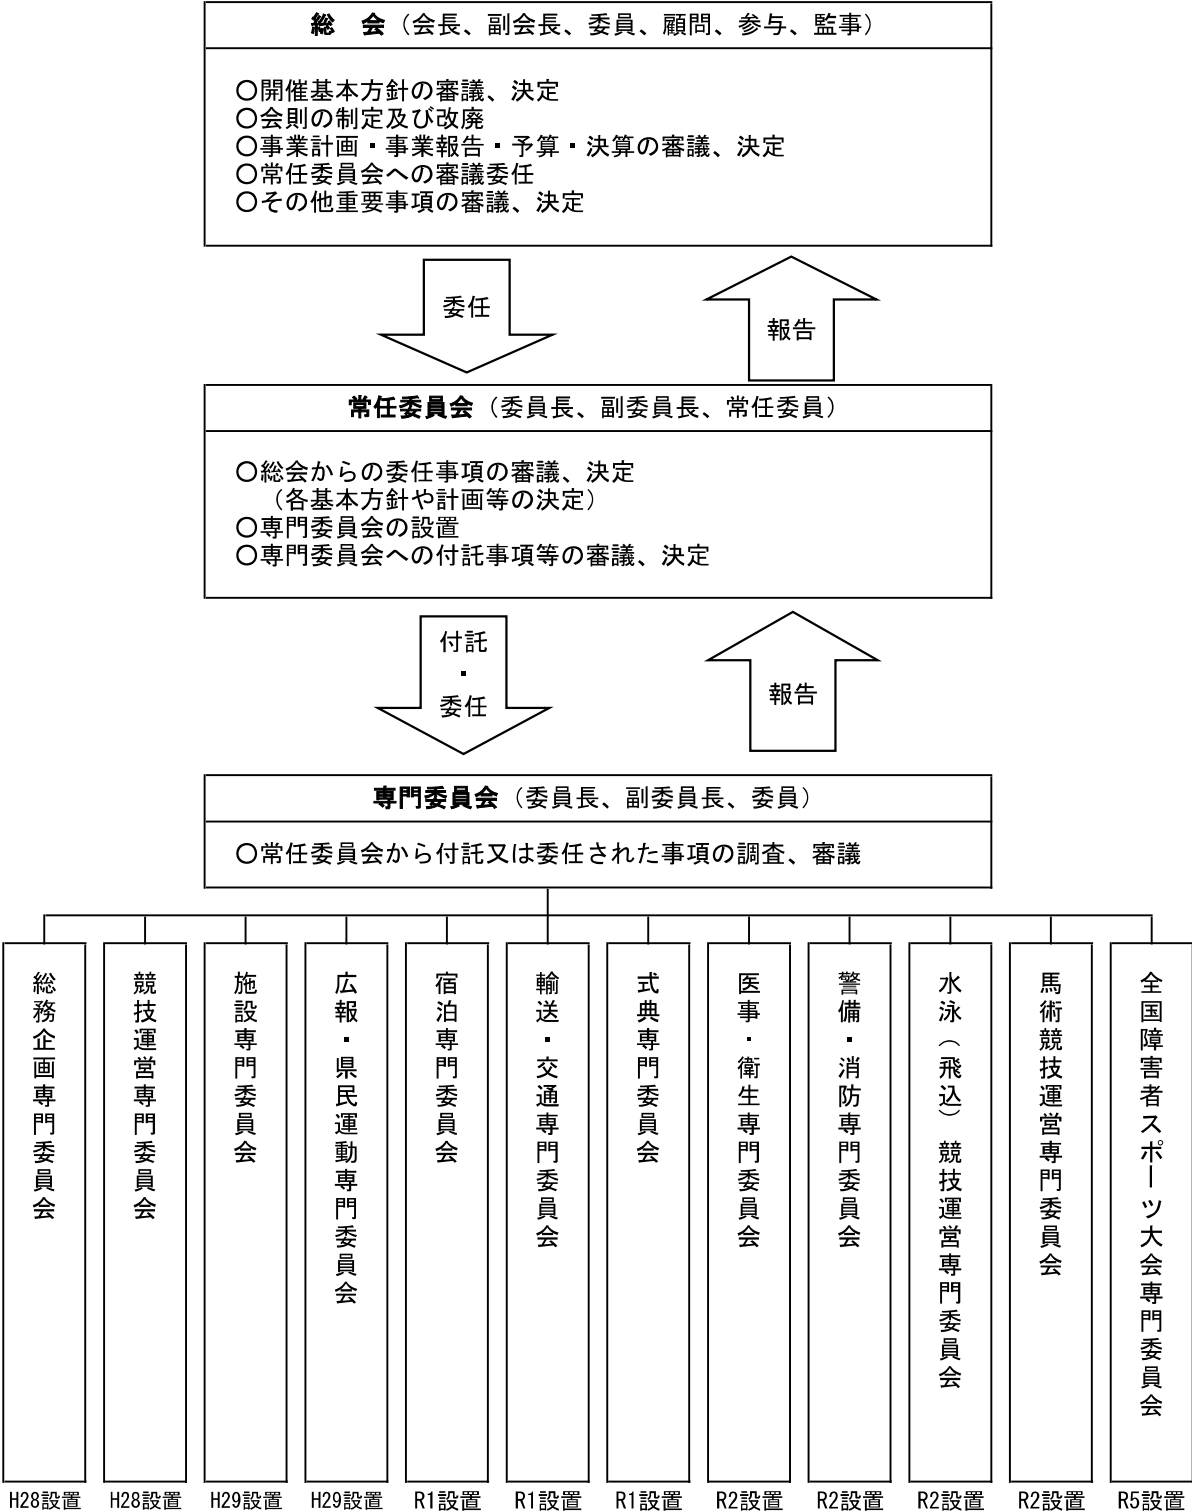 総　会（会長、副会長、委員、顧問、参与、監事）
○開催基本方針の審議、決定
○会則の制定及び改廃
○事業計画・事業報告・予算・決算の審議、決定
○常任委員会への審議委任
○その他重要事項の審議、決定
委任
報告
常任委員会（委員長、副委員長、常任委員）
○総会からの委任事項の審議、決定
（各基本方針や計画等の決定）
○専門委員会の設置
○専門委員会への付託事項等の審議、決定
付託
・
委任
報告
専門委員会（委員長、副委員長、委員）
○常任委員会から付託又は委任された事項の調査、審議
総務企画専門委員会
競技運営専門委員会
施設専門委員会
広報・県民運動専門委員会
宿泊専門委員会
輸送・交通専門委員会
式典専門委員会
医事・衛生専門委員会
警備・消防専門委員会
水泳（飛込）競技運営専門委員会
馬術競技運営専門委員会
全国障害者スポーツ大会専門委員会
H28設置
H28設置
H29設置
H29設置
R1設置
R1設置
R1設置
R2設置
R2設置
R2設置
R2設置
R5設置